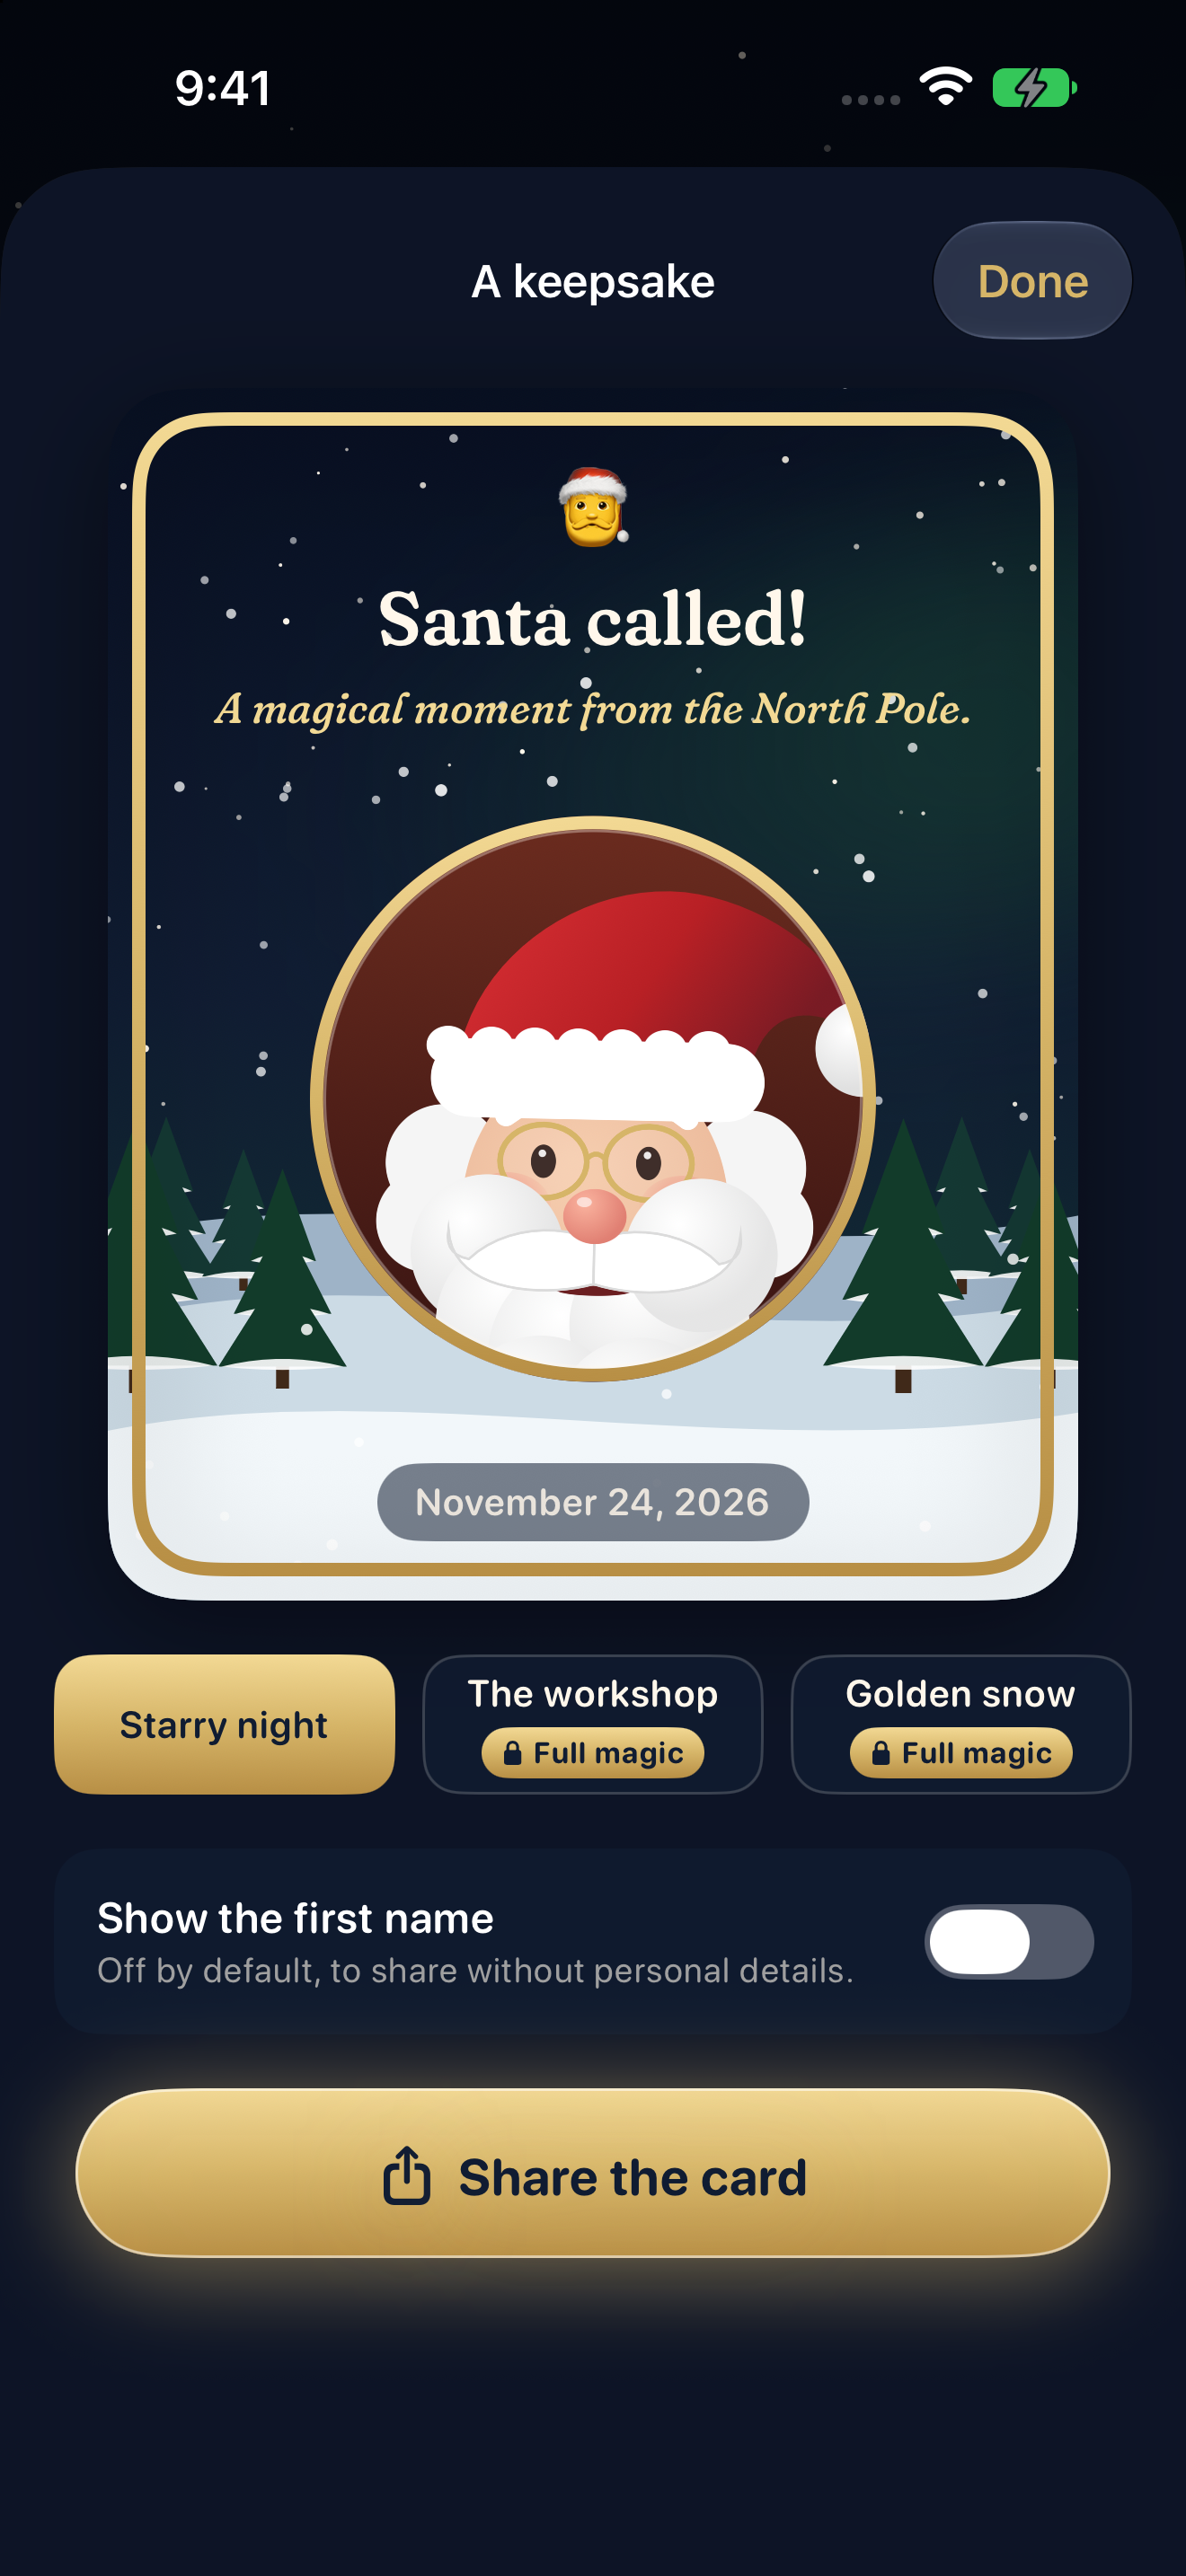 9:41
A keepsake
Done
Santa called!
A magical moment from the North Pole.
November 24, 2026
Starry night
The workshop
Full magic
Golden snow
Full magic
Show the first name
Off by default, to share without personal details.
Share the card